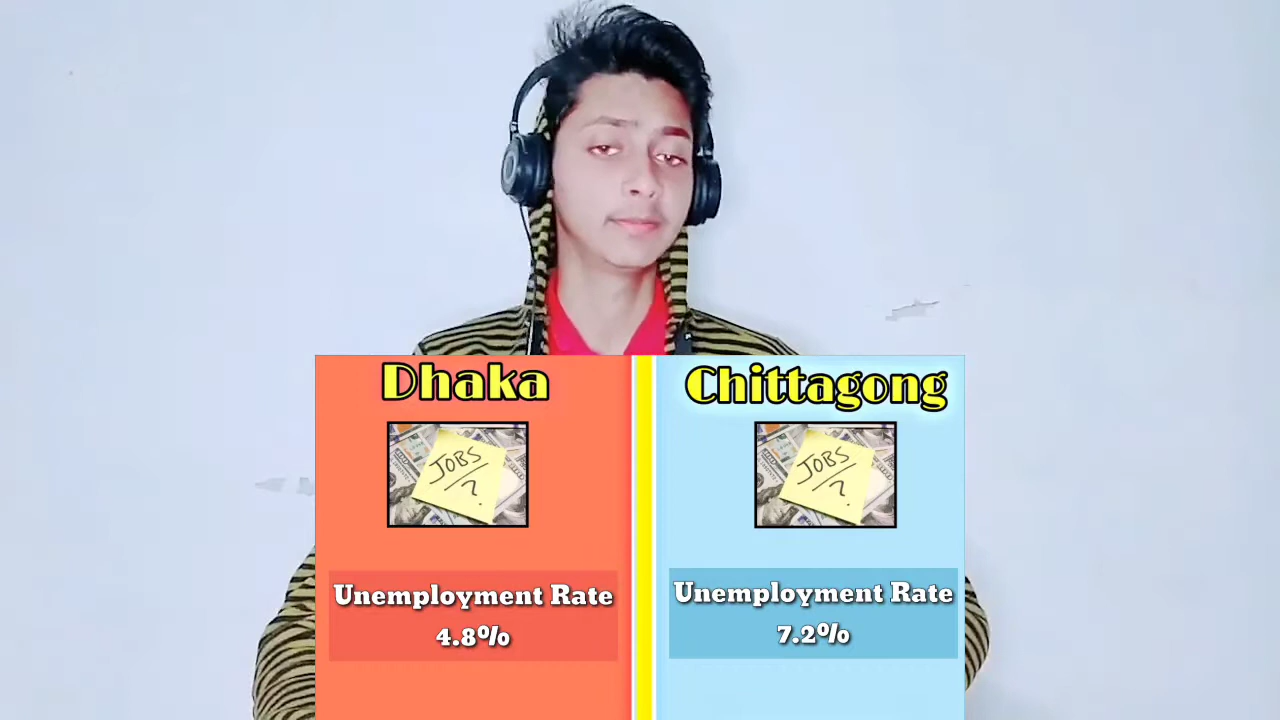 Dhaka
JOBS
/?
Unemployment Rate
4.8%
Chittagong
JOBS
/?
Unemployment Rate
7.2%